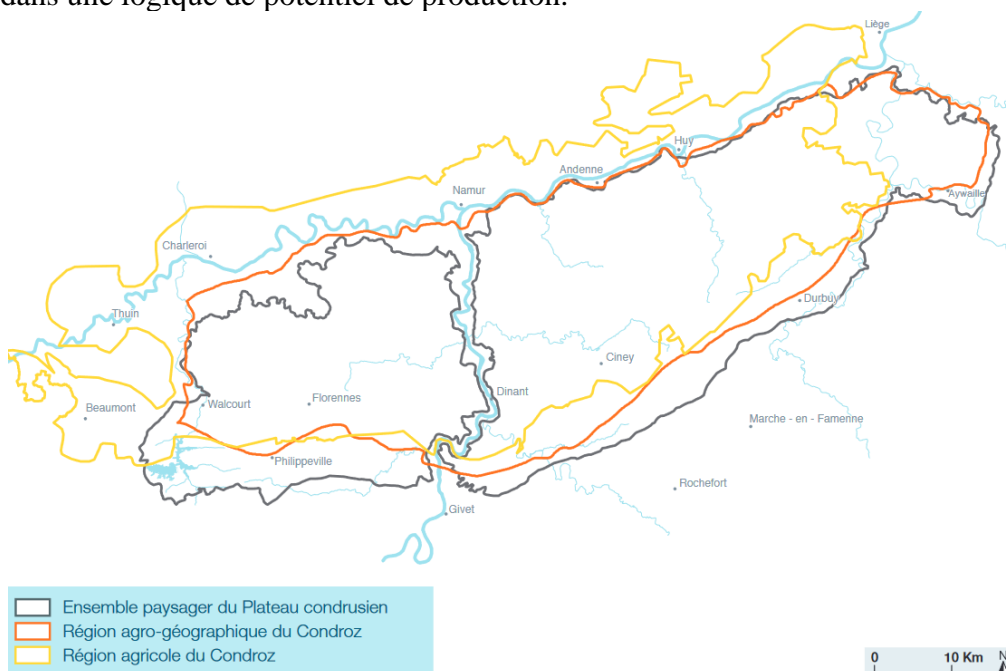 dans une logique de potentiel de production.
Liège
Huy
Andenne
Namur
Aywaille
Charleroi
Thuin
Durbuy
Ciney
Dinant
Beaumont
Walcourt
Florennes
Marche - en - Famenne
Philippeville
Rochefort
Givet
Ensemble paysager du Plateau condrusien
Région agro-géographique du Condroz
Région agricole du Condroz
0 10 Km N